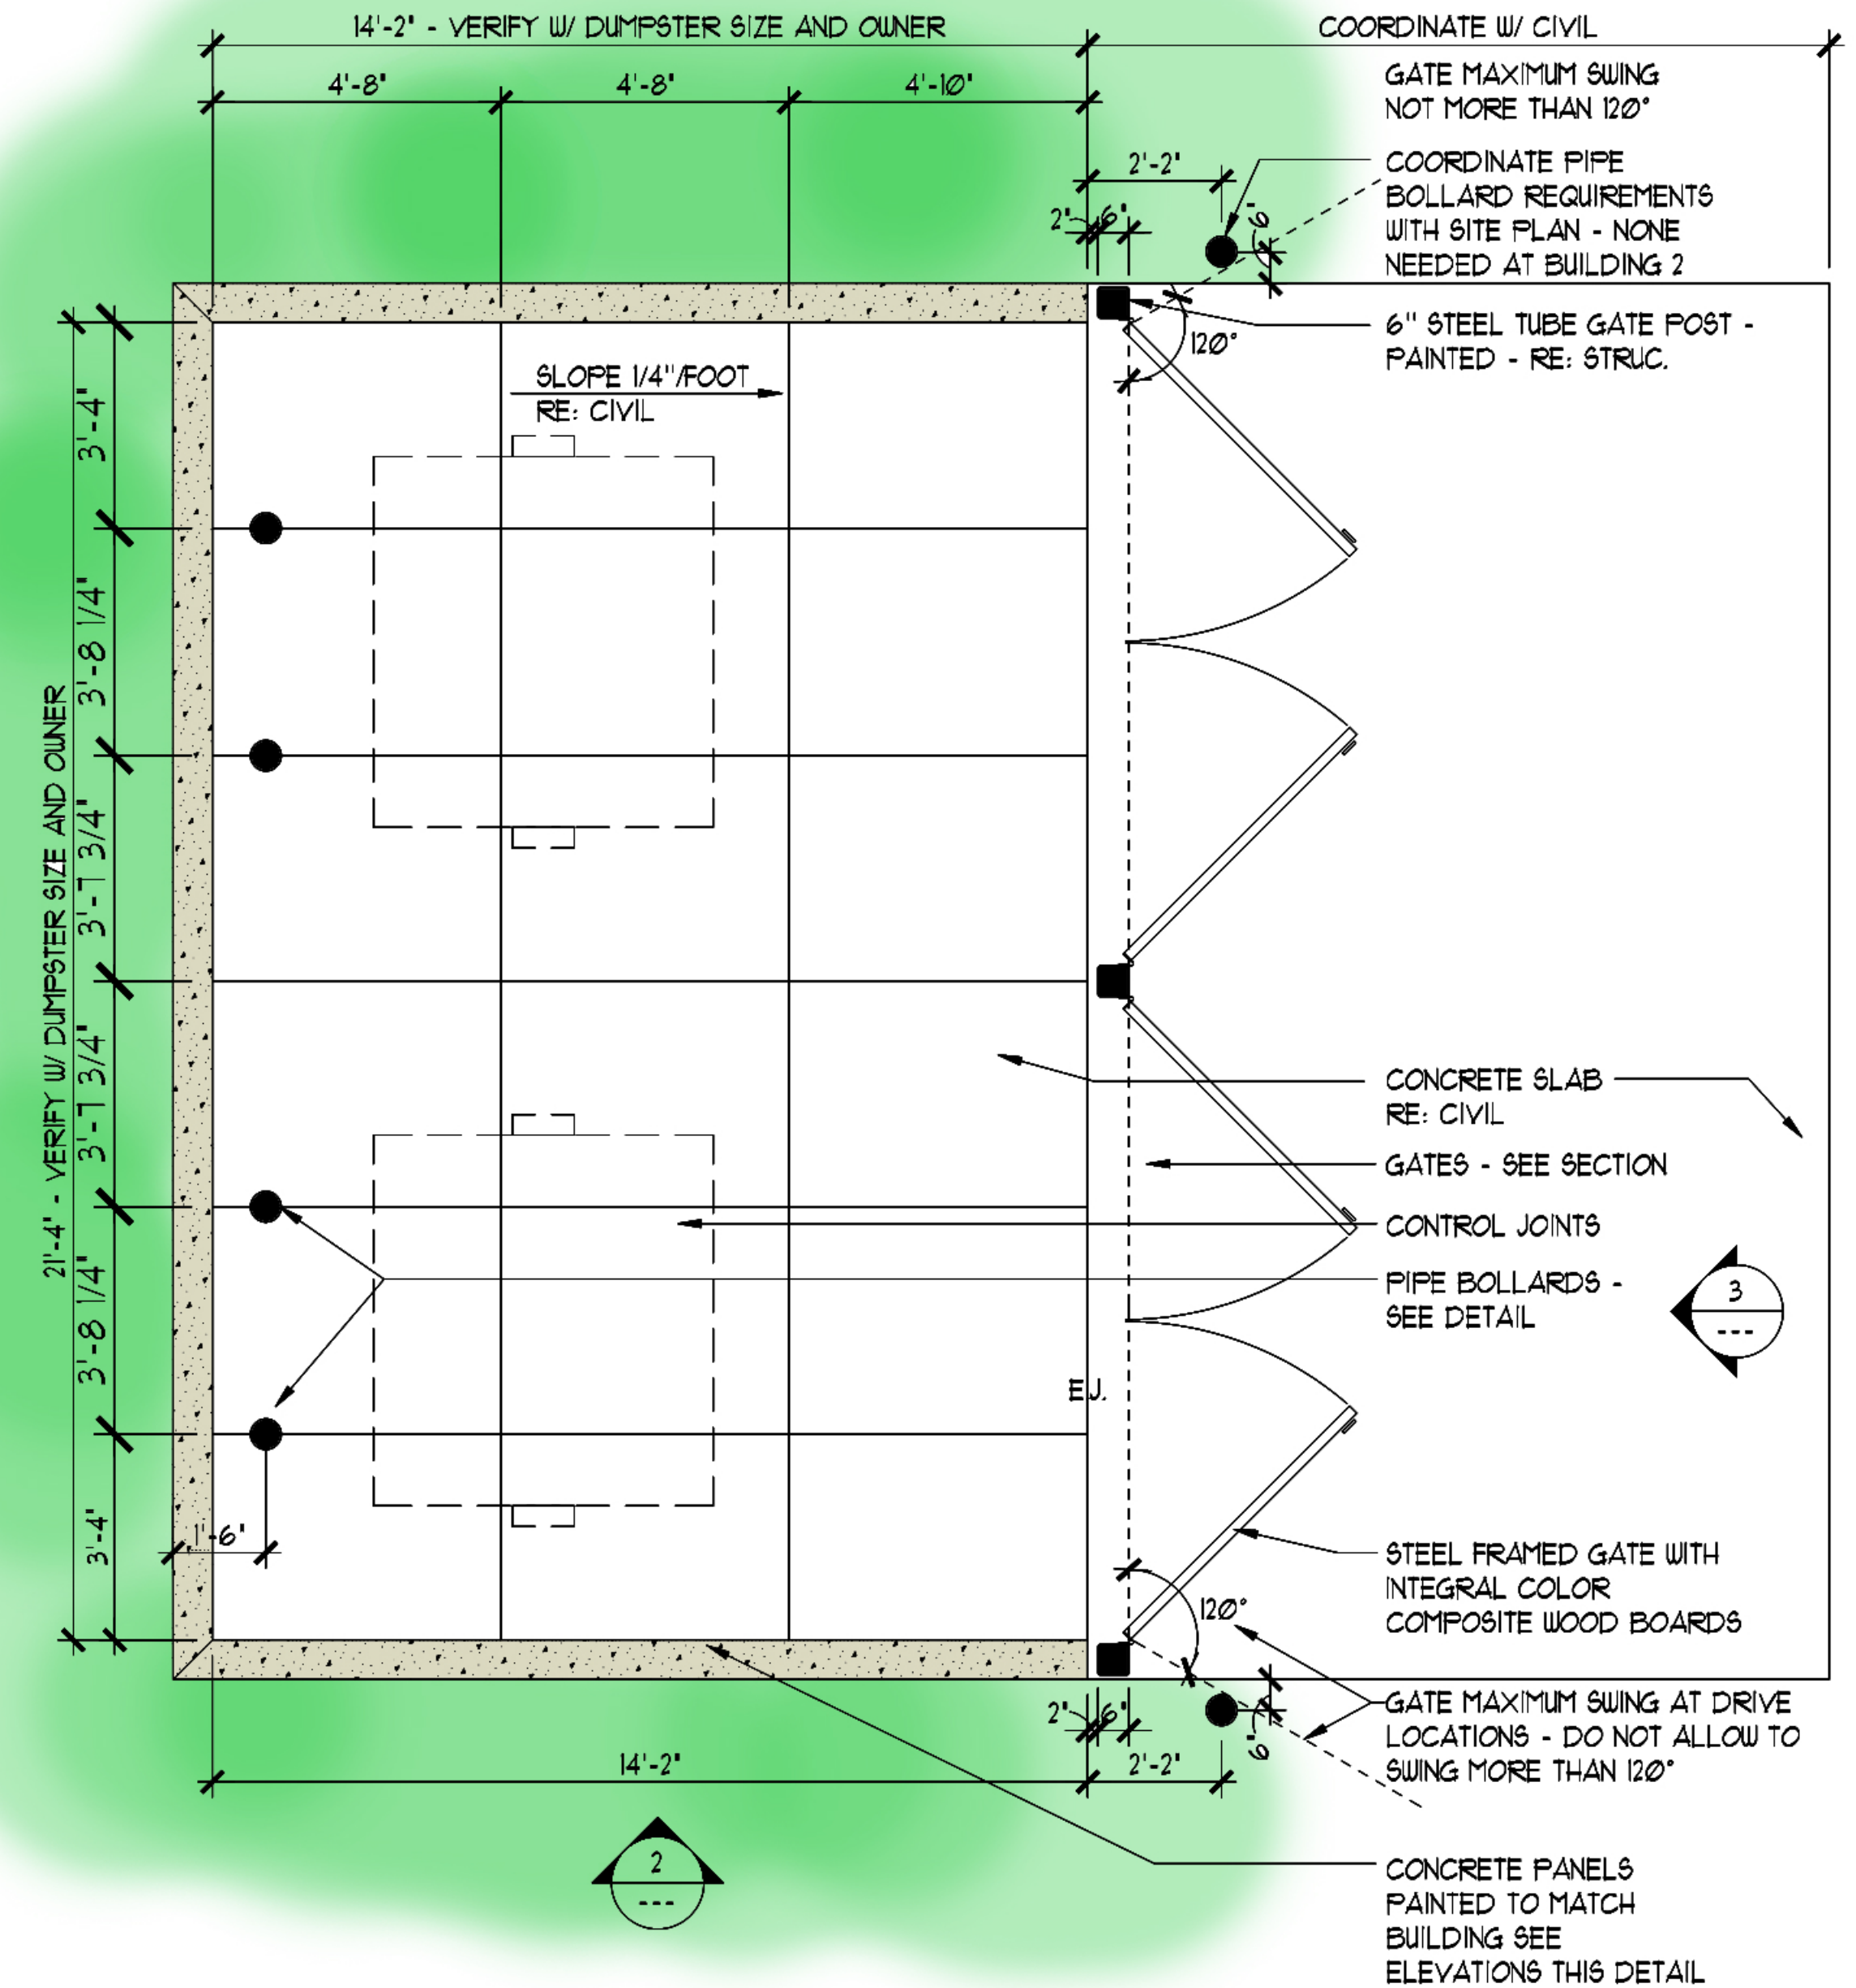 14'-2" - VERIFY W/ DUMPSTER SIZE AND OWNER
COORDINATE W/ CIVIL
4'-8"
4'-8"
4'-10"
GATE MAXIMUM SWING
NOT MORE THAN 120°
2'-2"
COORDINATE PIPE
BOLLARD REQUIREMENTS
WITH SITE PLAN - NONE
NEEDED AT BUILDING 2
2"
6"
6"
6" STEEL TUBE GATE POST -
PAINTED - RE: STRUC.
120°
SLOPE 1/4"/FOOT
RE: CIVIL
21'-4" - VERIFY W/ DUMPSTER SIZE AND OWNER
3'-4"
3'-8 1/4"
3'-7 3/4"
3'-7 3/4"
3'-8 1/4"
3'-4"
CONCRETE SLAB
RE: CIVIL
GATES - SEE SECTION
CONTROL JOINTS
PIPE BOLLARDS -
SEE DETAIL
3
---
E.J.
1'-6"
STEEL FRAMED GATE WITH
INTEGRAL COLOR
COMPOSITE WOOD BOARDS
120°
GATE MAXIMUM SWING AT DRIVE
LOCATIONS - DO NOT ALLOW TO
SWING MORE THAN 120°
2"
6"
6"
14'-2"
2'-2"
2
---
CONCRETE PANELS
PAINTED TO MATCH
BUILDING SEE
ELEVATIONS THIS DETAIL